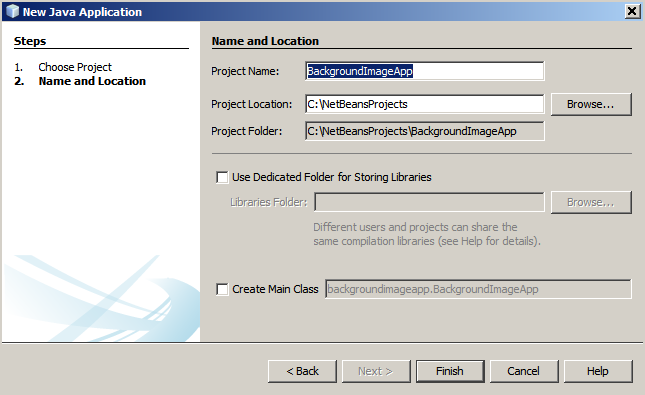 New Java Application
Steps
1. Choose Project
2. Name and Location
Name and Location
Project Name: BackgroundImageApp
Project Location: C:\NetBeansProjects Browse...
Project Folder: C:\NetBeansProjects\BackgroundImageApp
Use Dedicated Folder for Storing Libraries
Libraries Folder: Browse...
Different users and projects can share the
same compilation libraries (see Help for details).
Create Main Class backgroundimageapp.BackgroundImageApp
< Back Next > Finish Cancel Help